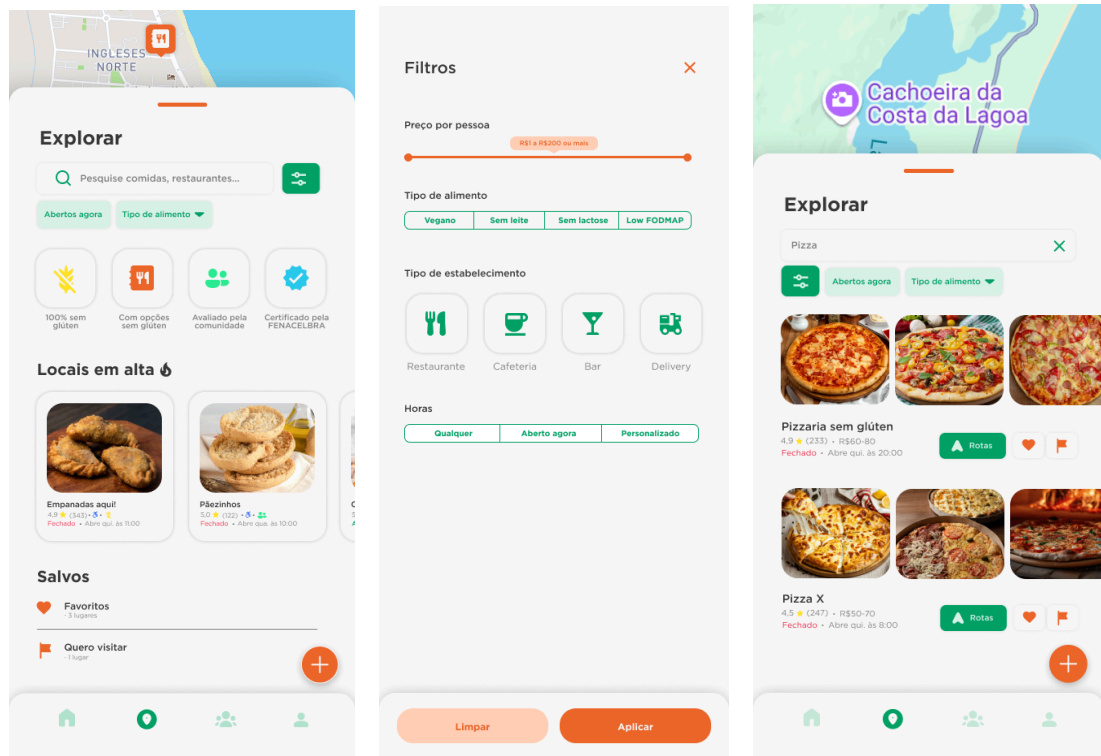 INGLESES
NORTE
Explorar
Pesquise comidas, restaurantes...
Abertos agora
Tipo de alimento
100% sem
glúten
Com opções
sem glúten
Avaliado pela
comunidade
Certificado pela
FENACELBRA
Locais em alta
Empanadas aqui!
4,9 (343)
Fechado • Abre qui. às 11:00
Pãezinhos
5,0 (122)
Fechado • Abre qua. às 10:00
Salvos
Favoritos
- 3 lugares
Quero visitar
- 1 lugar
Filtros
Preço por pessoa
R$1 a R$200 ou mais
Tipo de alimento
Vegano
Sem leite
Sem lactose
Low FODMAP
Tipo de estabelecimento
Restaurante
Cafeteria
Bar
Delivery
Horas
Qualquer
Aberto agora
Personalizado
Limpar
Aplicar
Cachoeira da
Costa da Lagoa
Explorar
Pizza
Abertos agora
Tipo de alimento
Pizzaria sem glúten
4,9 (233) • R$60-80
Fechado • Abre qui. às 20:00
Rotas
Pizza X
4,5 (247) • R$50-70
Fechado • Abre qui. às 8:00
Rotas